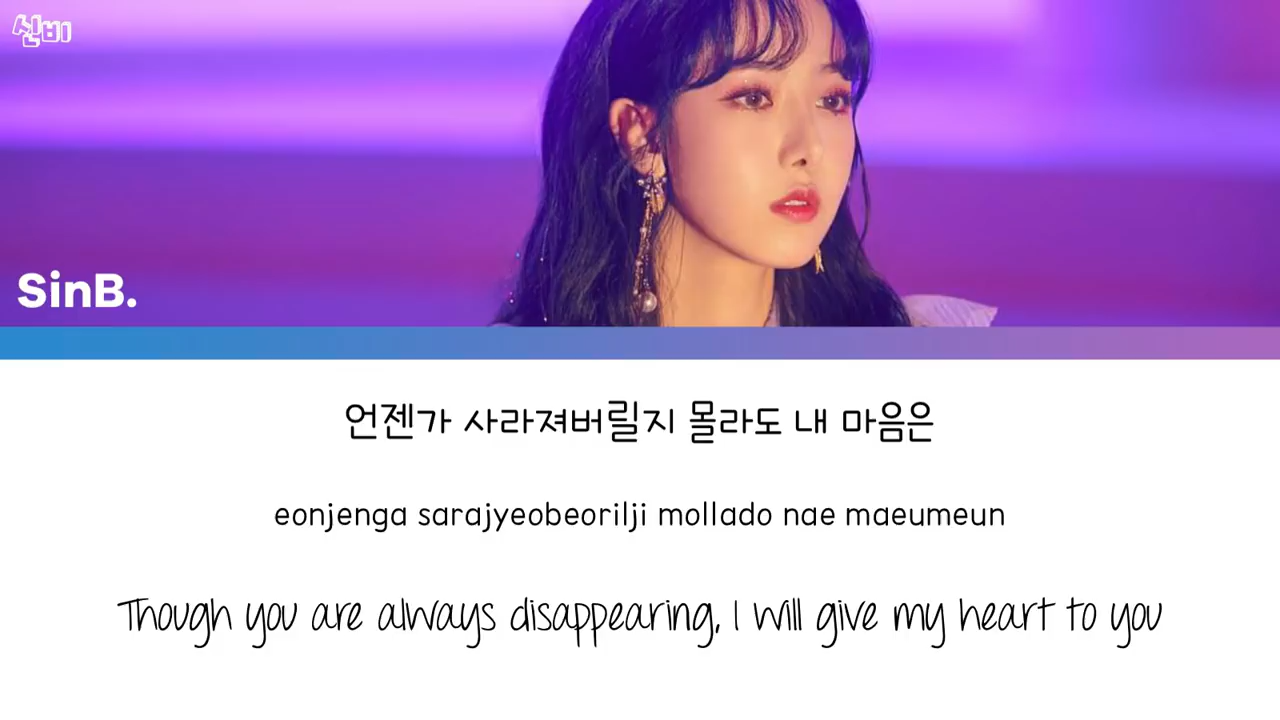 신비
SinB.
언젠가 사라져버릴지 몰라도 내 마음은
eonjenga sarajyeobeorilji mollado nae maeumeun
Though you are always disappearing, I will give my heart to you